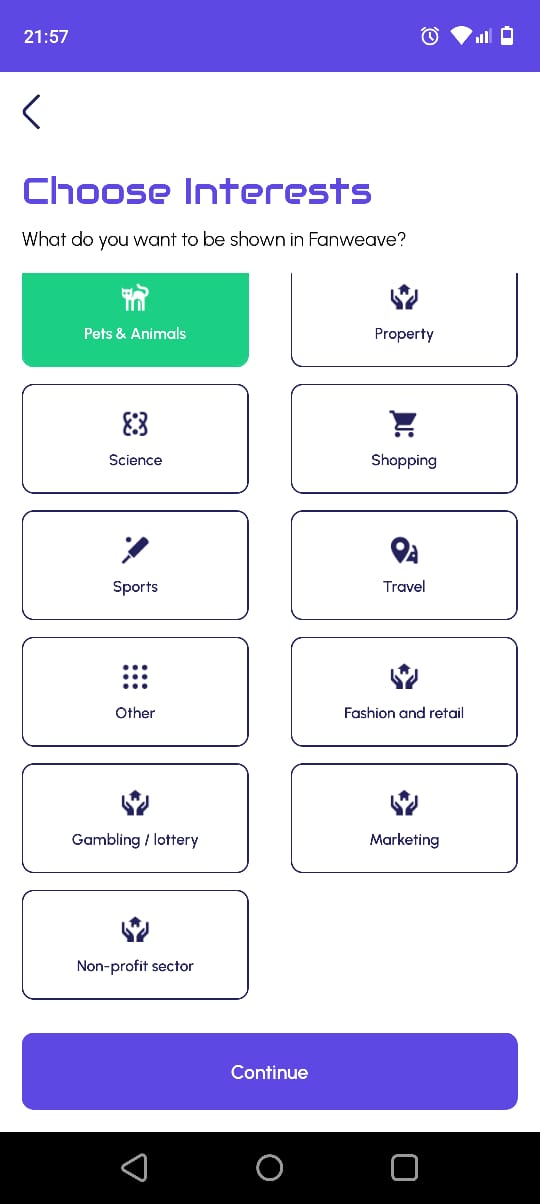 21:57
Choose Interests
What do you want to be shown in Fanweave?
Pets & Animals
Property
Science
Shopping
Sports
Travel
Other
Fashion and retail
Gambling / lottery
Marketing
Non-profit sector
Continue